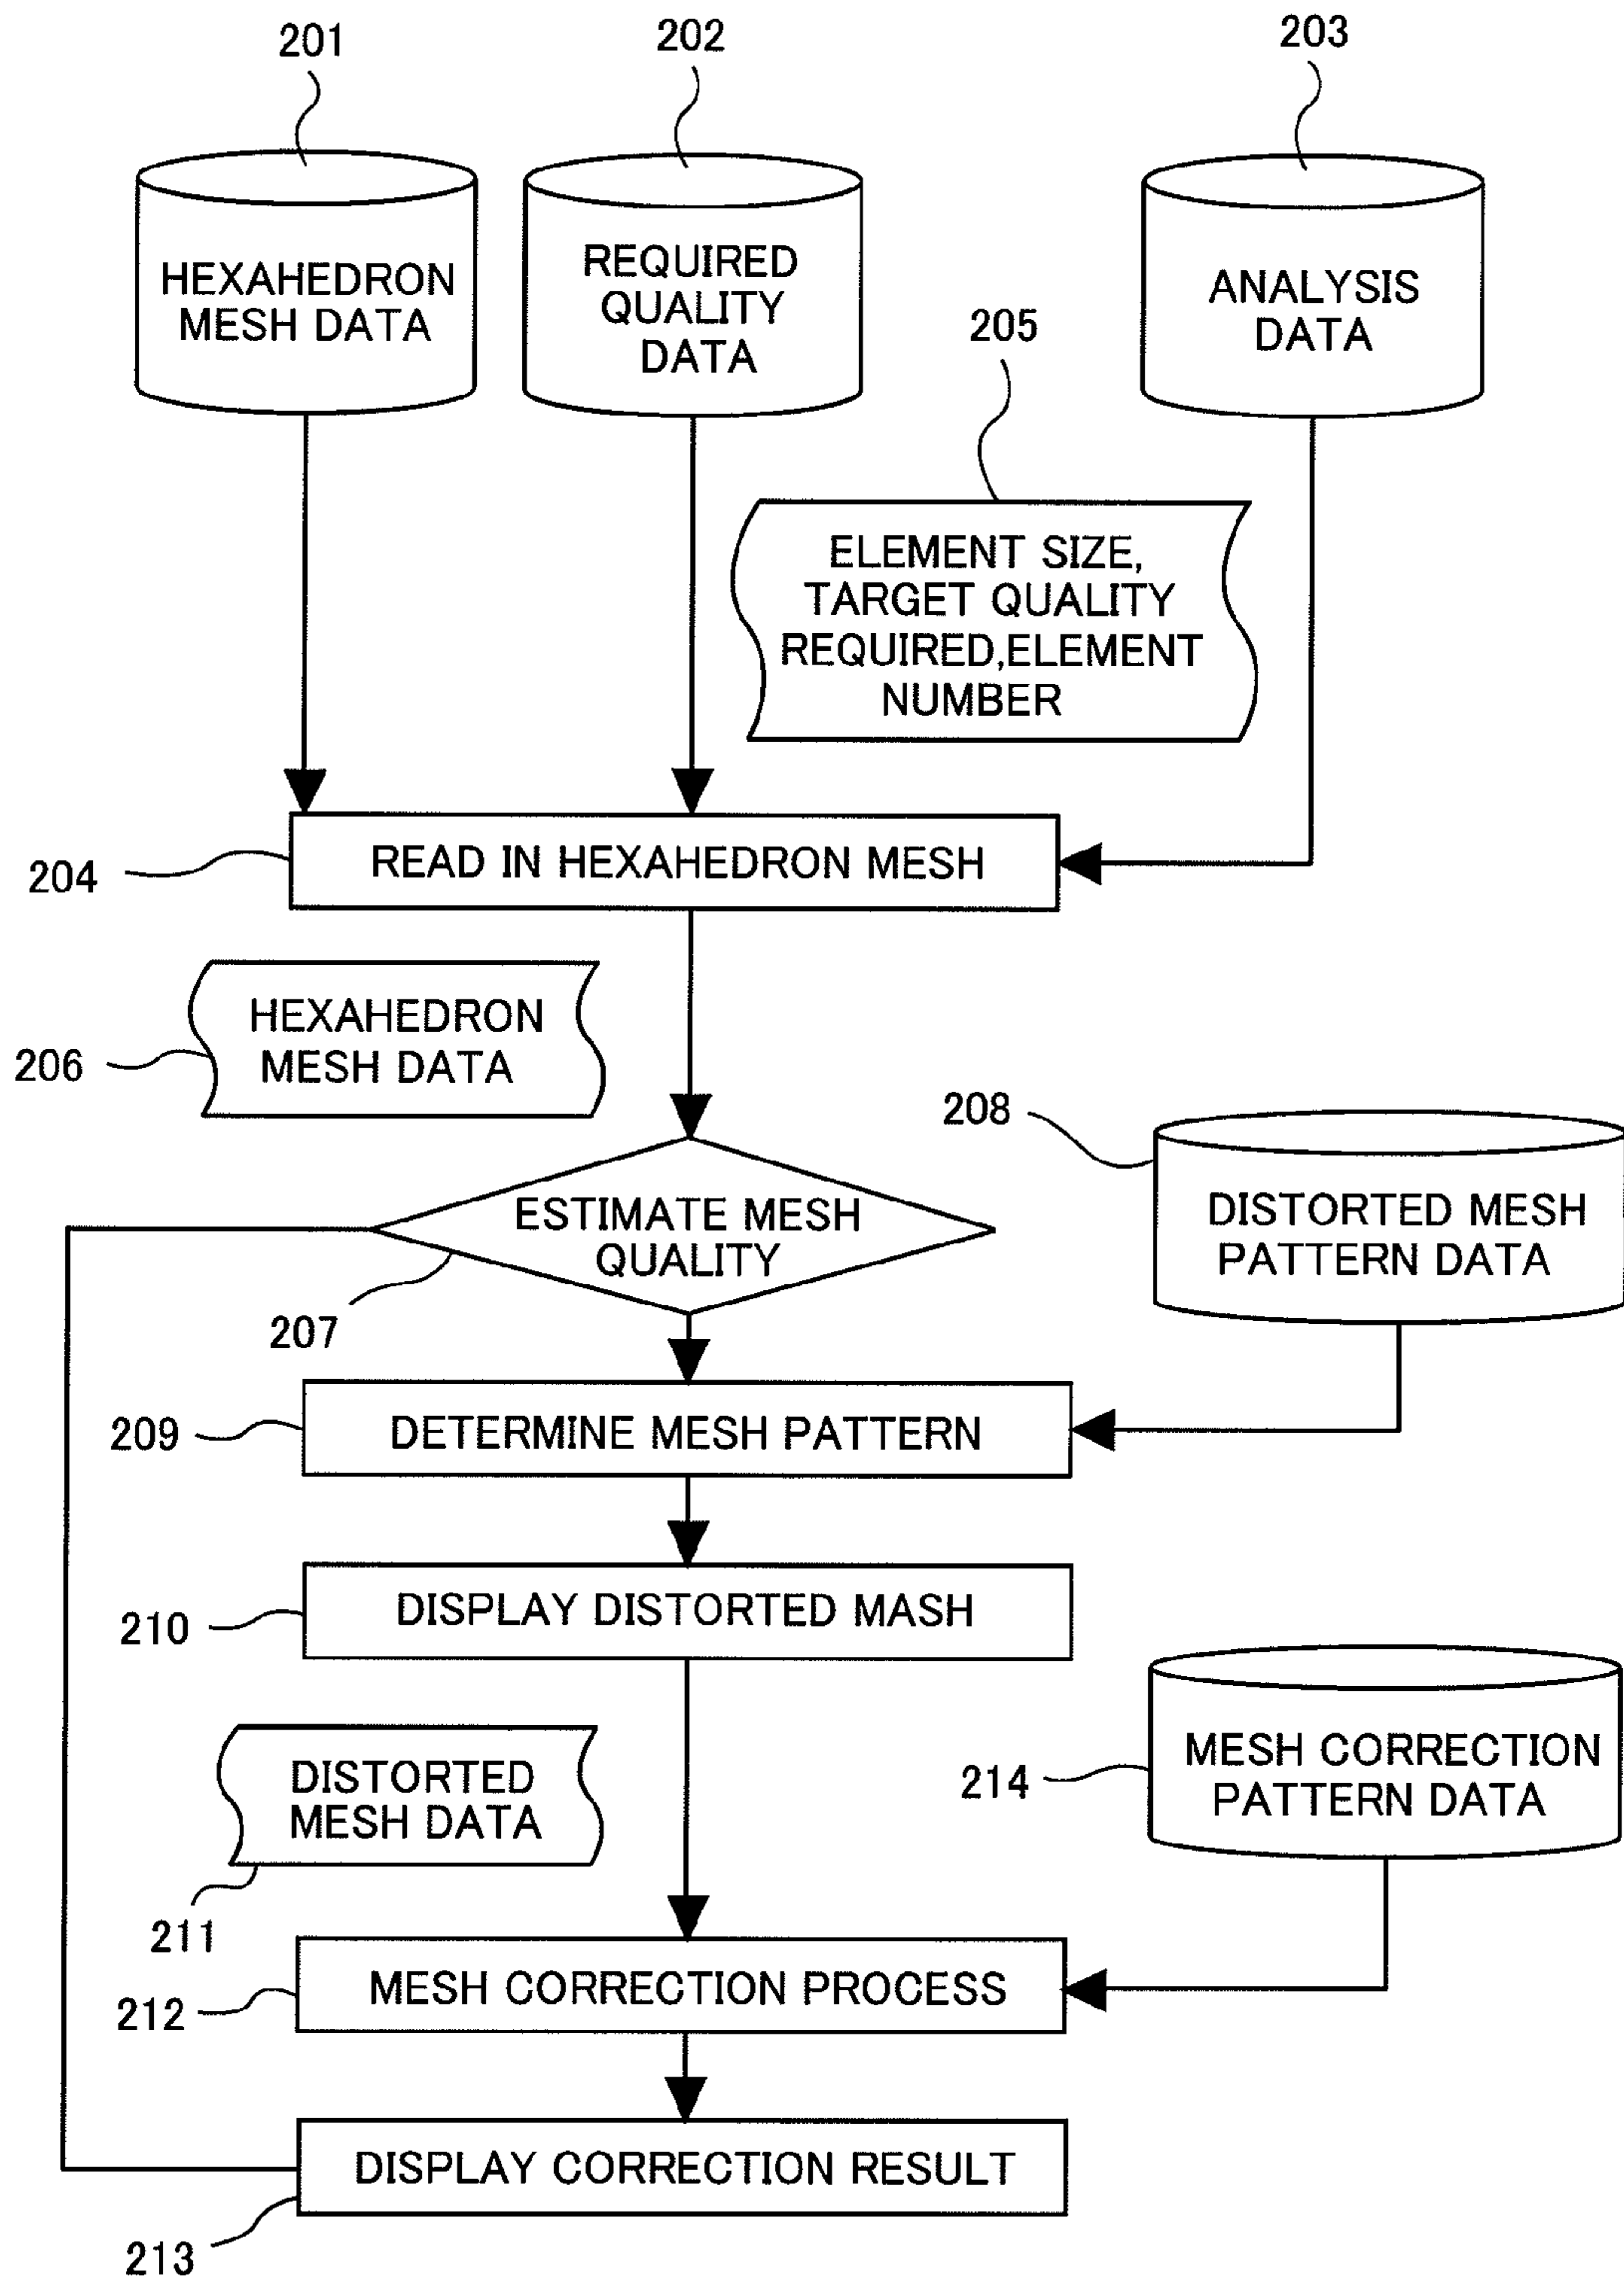 201
202
203
HEXAHEDRON
MESH DATA
REQUIRED
QUALITY
DATA
ANALYSIS
DATA
205
ELEMENT SIZE,
TARGET QUALITY
REQUIRED,ELEMENT
NUMBER
204
READ IN HEXAHEDRON MESH
206
HEXAHEDRON
MESH DATA
207
ESTIMATE MESH
QUALITY
208
DISTORTED MESH
PATTERN DATA
209
DETERMINE MESH PATTERN
210
DISPLAY DISTORTED MASH
211
DISTORTED
MESH DATA
214
MESH CORRECTION
PATTERN DATA
212
MESH CORRECTION PROCESS
DISPLAY CORRECTION RESULT
213